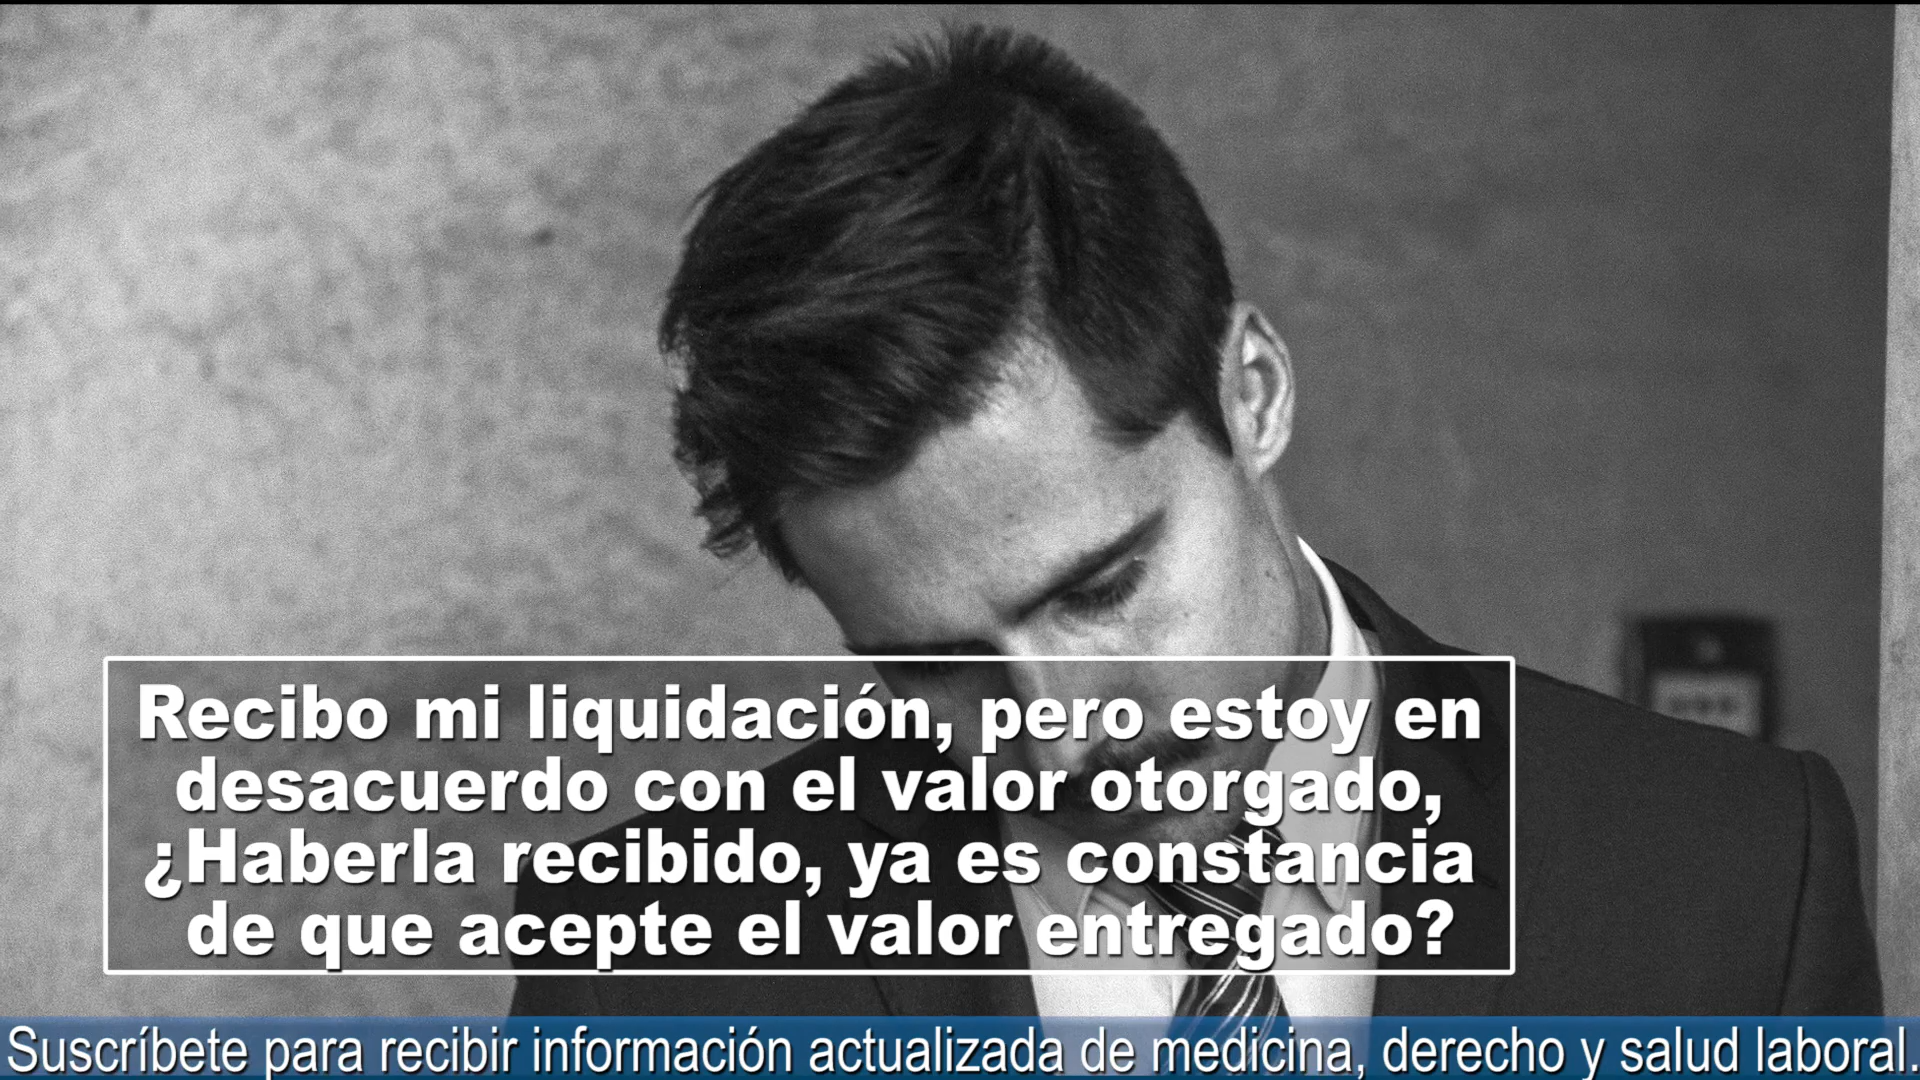 Recibo mi liquidación, pero estoy en
desacuerdo con el valor otorgado,
¿Haberla recibido, ya es constancia
de que acepte el valor entregado?
Suscríbete para recibir información actualizada de medicina, derecho y salud laboral.